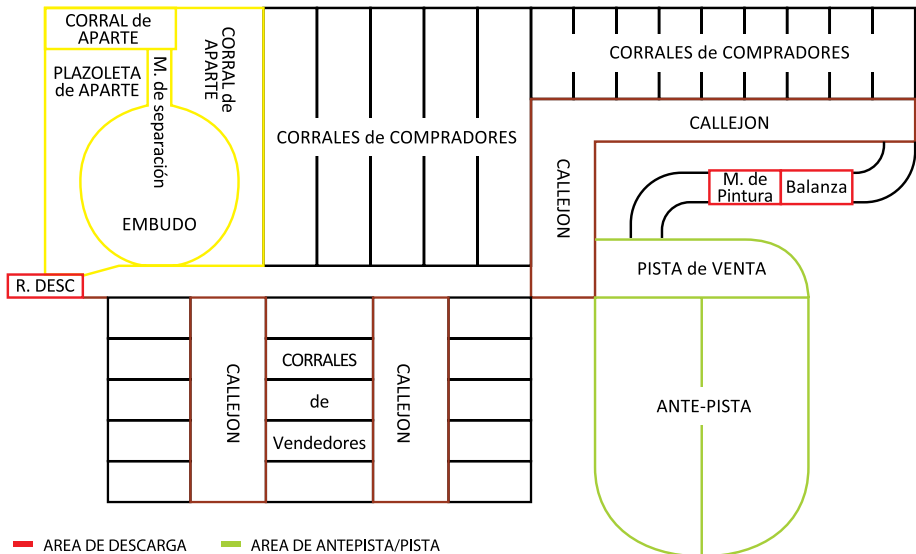 CORRAL de
APARTE
PLAZOLETA
de APARTE
M. de separación
CORRAL de
APARTE
EMBUDO
R. DESC
CORRALES de COMPRADORES
CORRALES de COMPRADORES
CALLEJON
CALLEJON
M. de
Pintura
Balanza
PISTA de VENTA
ANTE-PISTA
CALLEJON
CORRALES
de
Vendedores
CALLEJON
AREA DE DESCARGA
AREA DE ANTEPISTA/PISTA